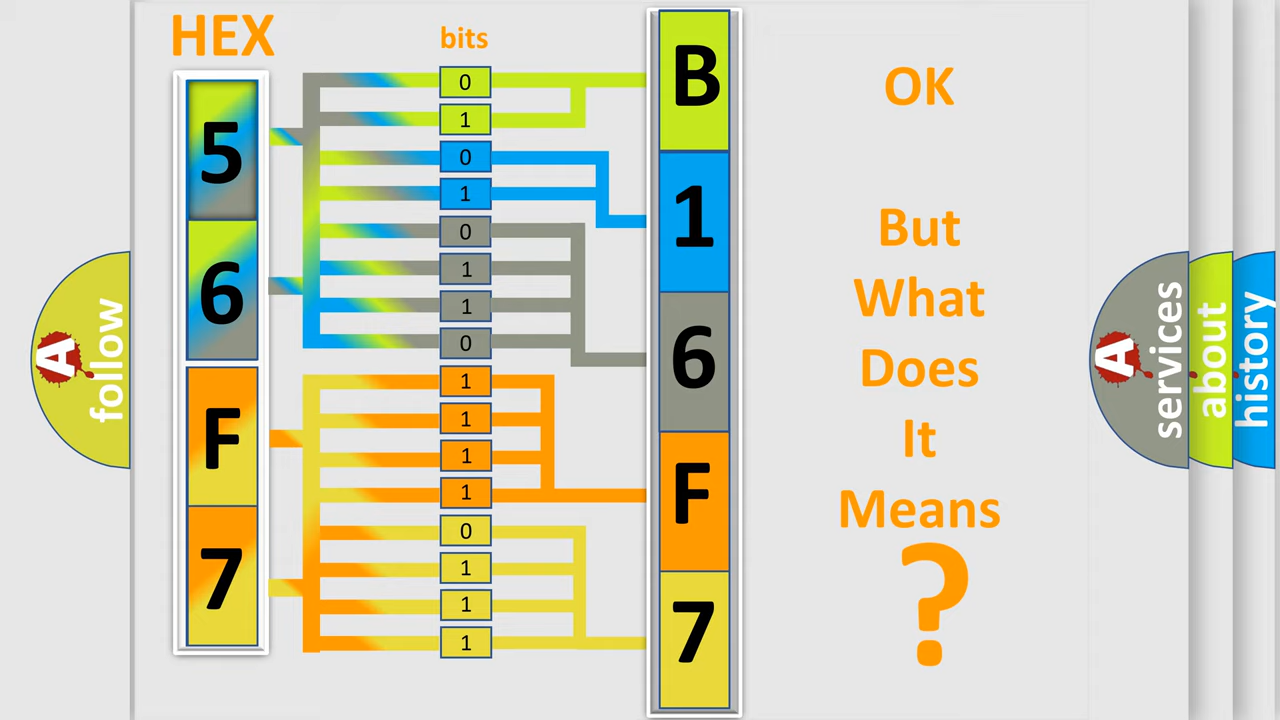 HEX
bits
5
6
F
7
0
1
0
1
0
1
1
0
1
1
1
1
0
1
1
1
B
1
6
F
7
OK
But
What
Does
It
Means
?
A
follow
A
services
about
history